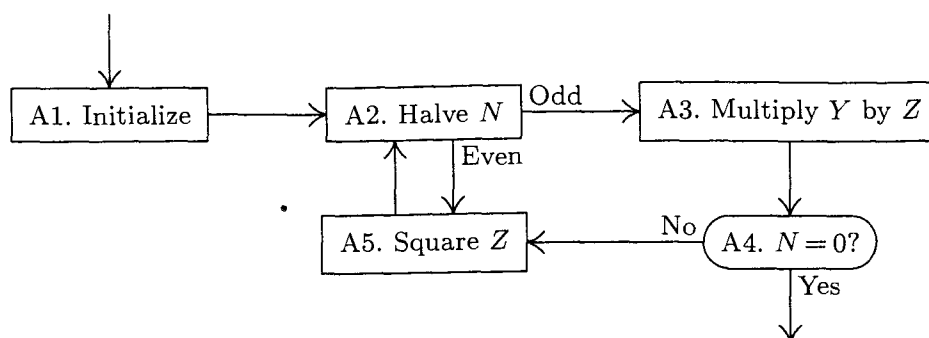 A1. Initialize
A2. Halve N
Odd
A3. Multiply Y by Z
Even
A5. Square Z
No
A4. N = 0?
Yes